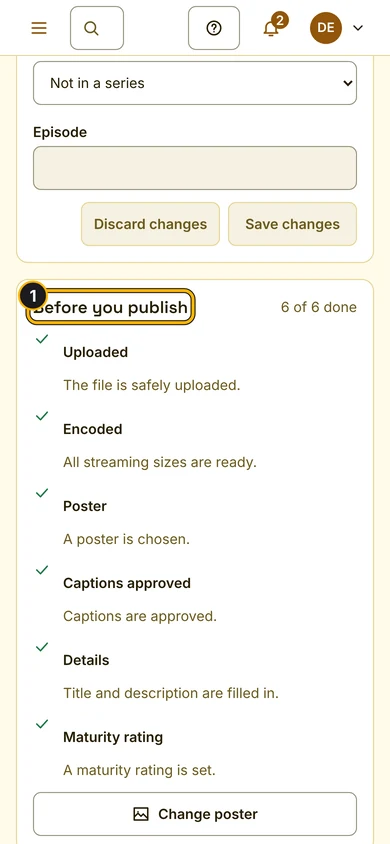 2
DE
Not in a series
Episode
Discard changes
Save changes
1
Before you publish
6 of 6 done
Uploaded
The file is safely uploaded.
Encoded
All streaming sizes are ready.
Poster
A poster is chosen.
Captions approved
Captions are approved.
Details
Title and description are filled in.
Maturity rating
A maturity rating is set.
Change poster